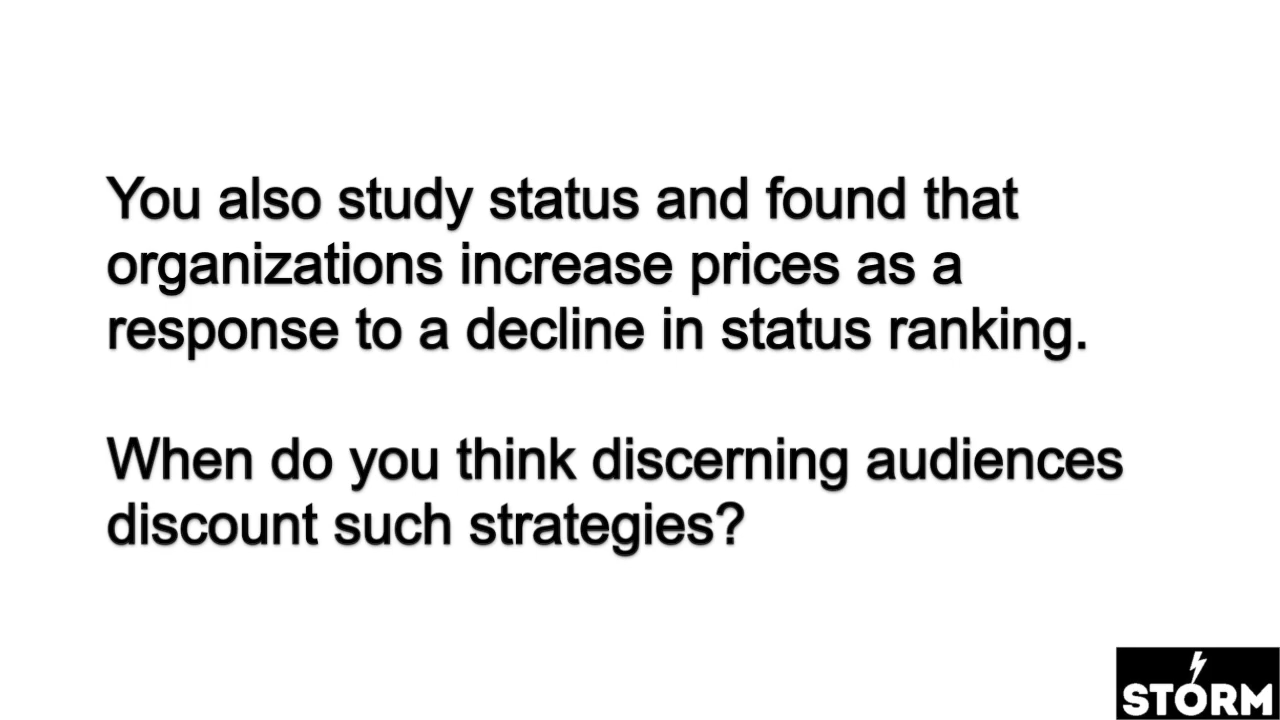 You also study status and found that
organizations increase prices as a
response to a decline in status ranking.
When do you think discerning audiences
discount such strategies?
STORM